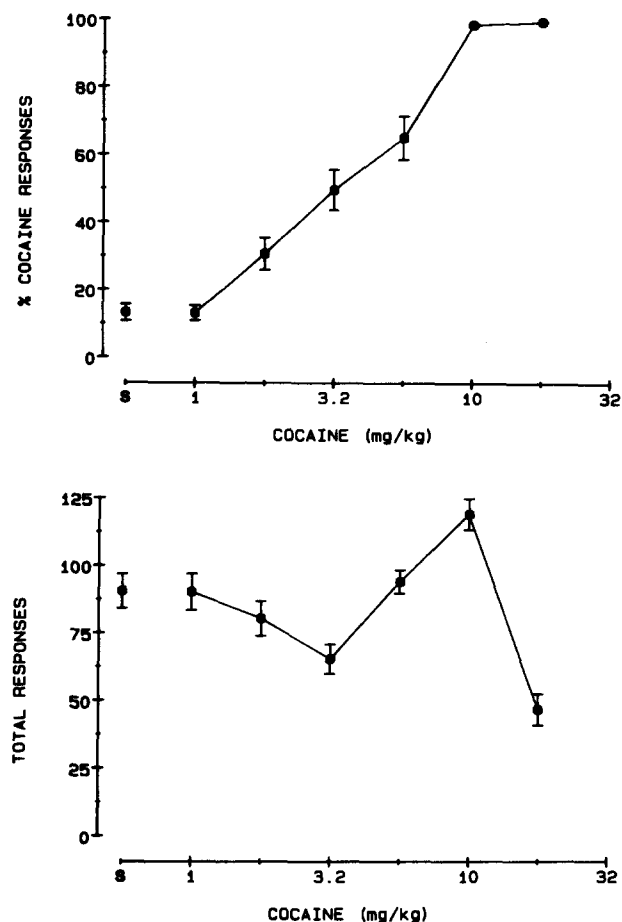 100
80
60
40
20
0
% COCAINE RESPONSES
S 1 3.2 10 32
COCAINE (mg/kg)
125
100
75
50
25
0
TOTAL RESPONSES
S 1 3.2 10 32
COCAINE (mg/kg)